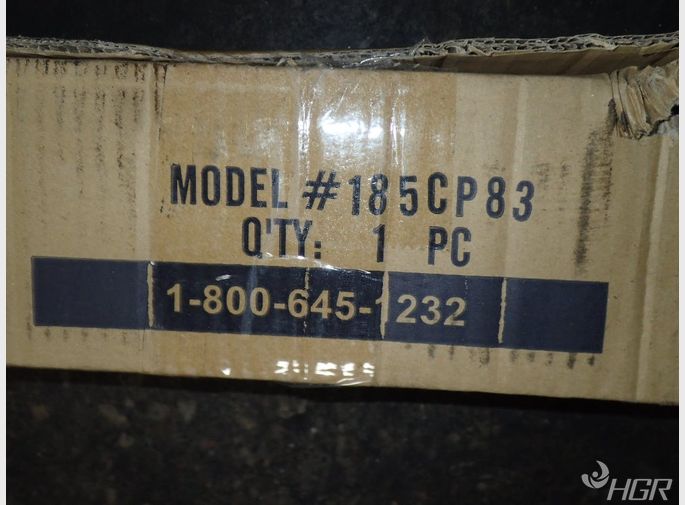 MODEL #185CP83
Q'TY: 1 PC
1-800-645-1232
HGR